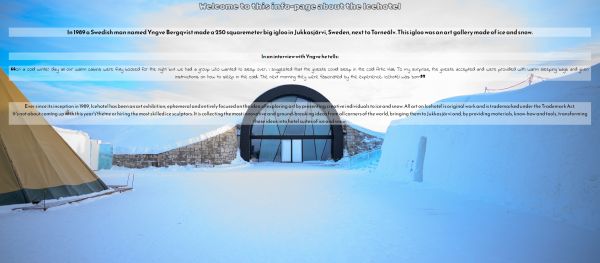 Welcome to this info-page about the Icehotel
In 1989 a Swedish man named Yngve Bergqvist made a 250 squaremeter big igloo in Jukkasjärvi, Sweden, next to Torneälv. This igloo was an art gallery made of ice and snow.
In an interview with Yngve he tells:
"On a cold winter day all our warm cabins were fully booked for the night but we had a group who wanted to sleep over. I suggested that the guests could sleep in the cold Artic Hall. To my surprise, the guests accepted and were provided with warm sleeping bags and given
instructions on how to sleep in the cold. The next morning they were fascinated by the experience. Icehotel was born"
Ever since its inception in 1989, Icehotel has been an art exhibition; ephemeral and entirely focused on the idea of exploring art by presenting creative individuals to ice and snow. All art on Icehotel is original work and is trademarked under the Trademark Act.
It's not about coming up with this year's theme or hiring the most skilled ice sculptors. It is collecting the most innovative and ground-breaking ideas from all corners of the world, bringing them to Jukkasjärvi and, by providing materials, know-how and tools, transforming
these ideas into hotel suites of ice and snow.